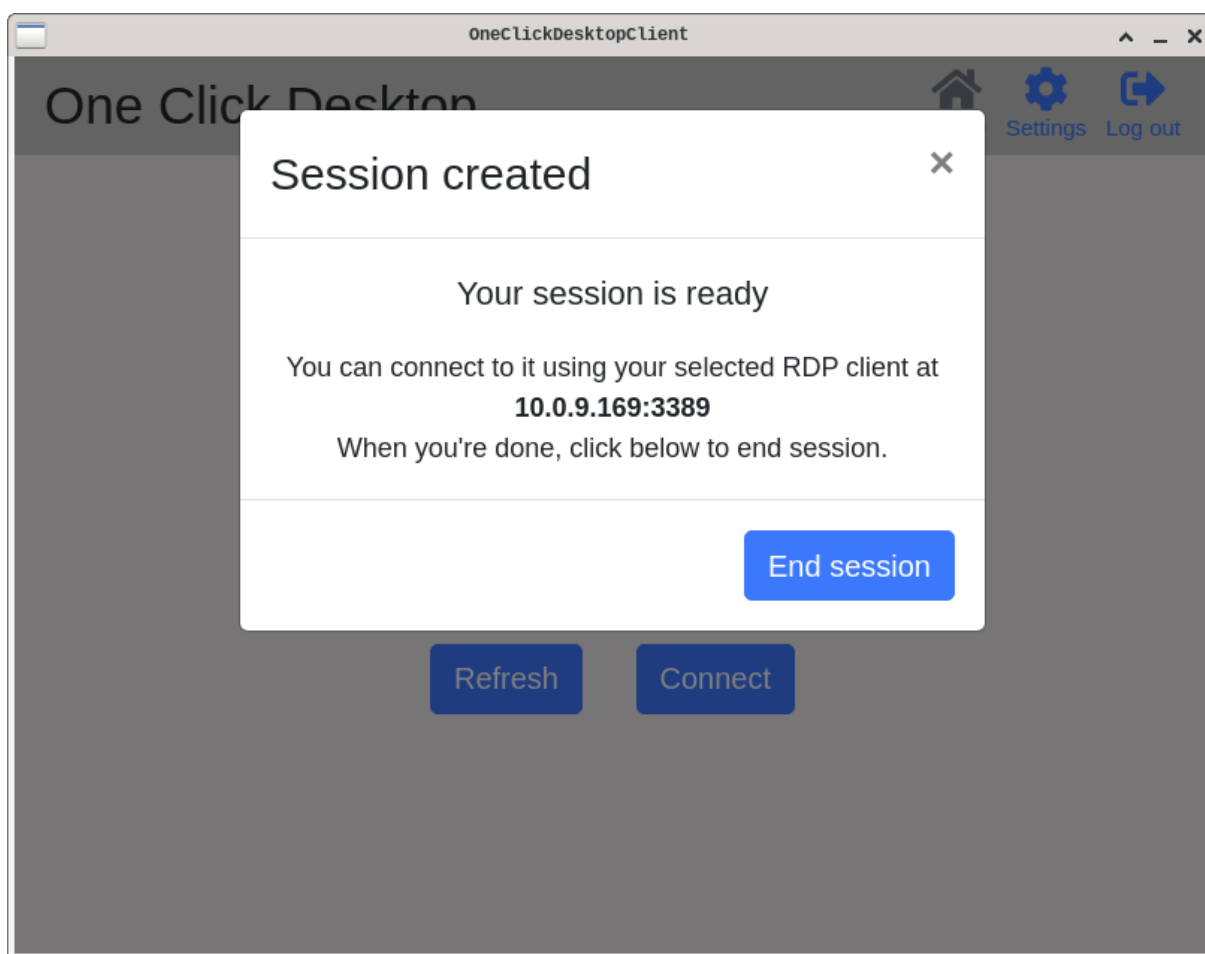 OneClickDesktopClient
One Click Desktop
Settings
Log out
Session created
×
Your session is ready
You can connect to it using your selected RDP client at
10.0.9.169:3389
When you're done, click below to end session.
End session
Refresh
Connect